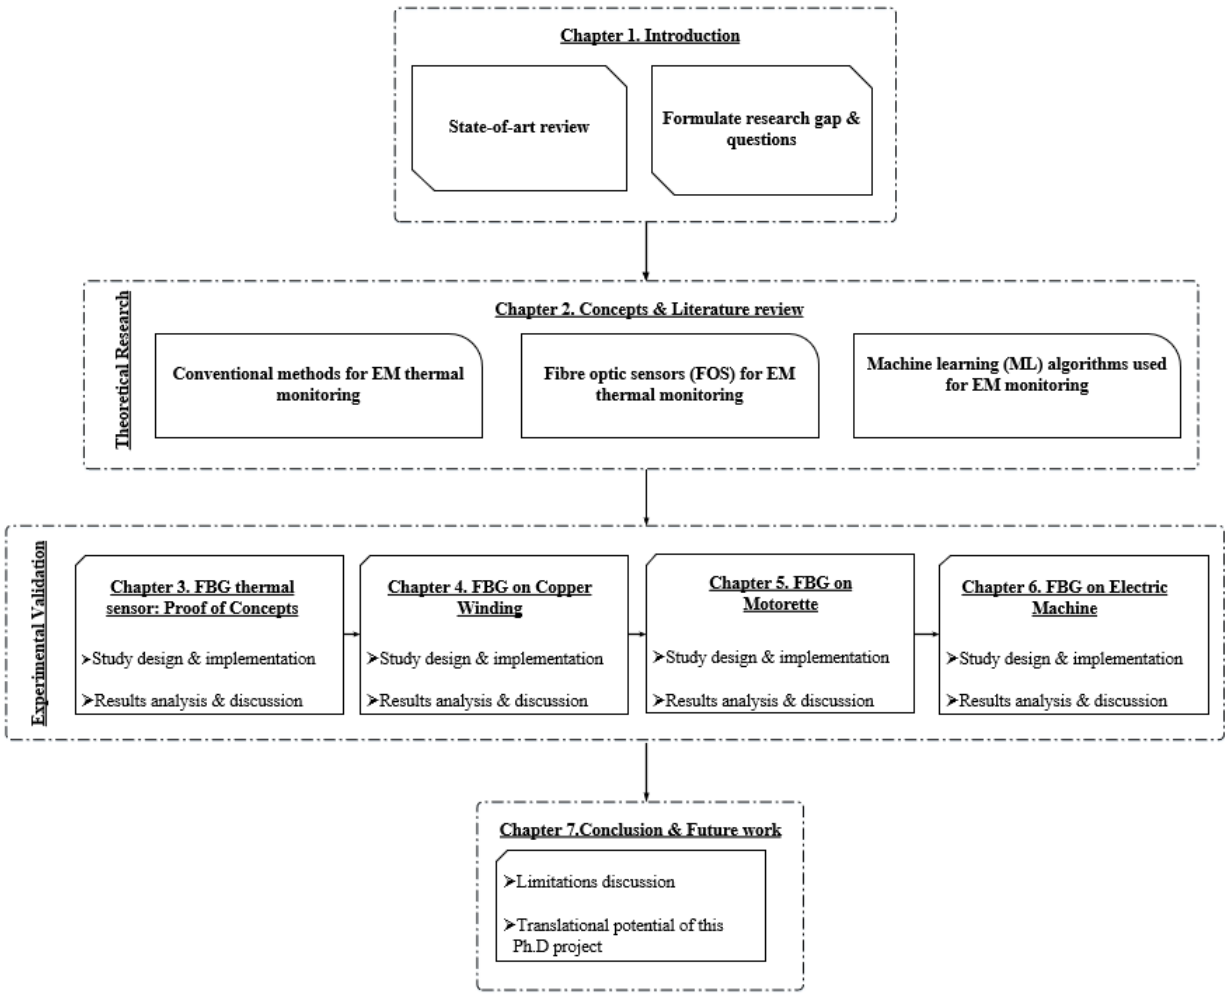 Chapter 1. Introduction
State-of-art review
Formulate research gap &
questions
Theoretical Research
Chapter 2. Concepts & Literature review
Conventional methods for EM thermal
monitoring
Fibre optic sensors (FOS) for EM
thermal monitoring
Machine learning (ML) algorithms used
for EM monitoring
Experimental Validation
Chapter 3. FBG thermal
sensor: Proof of Concepts
➢Study design & implementation
➢Results analysis & discussion
Chapter 4. FBG on Copper
Winding
➢Study design & implementation
➢Results analysis & discussion
Chapter 5. FBG on
Motorette
➢Study design & implementation
➢Results analysis & discussion
Chapter 6. FBG on Electric
Machine
➢Study design & implementation
➢Results analysis & discussion
Chapter 7.Conclusion & Future work
➢Limitations discussion
➢Translational potential of this
Ph.D project